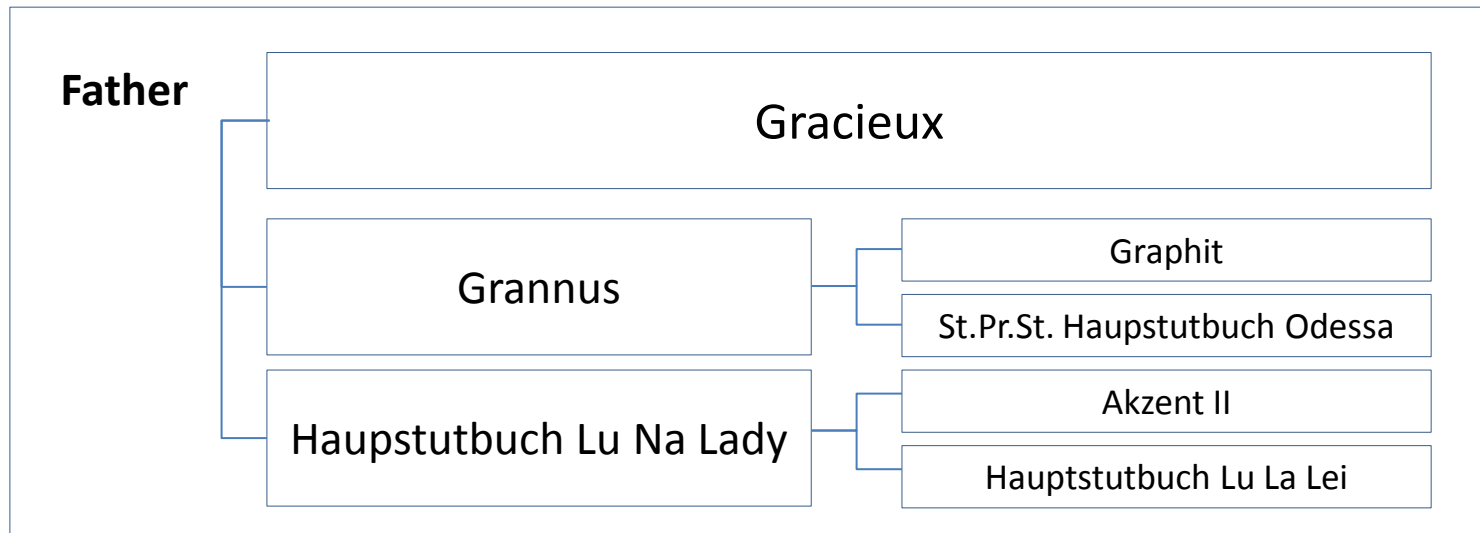 Father
Gracieux
Grannus
Graphit
St.Pr.St. Haupstutbuch Odessa
Haupstutbuch Lu Na Lady
Akzent II
Hauptstutbuch Lu La Lei